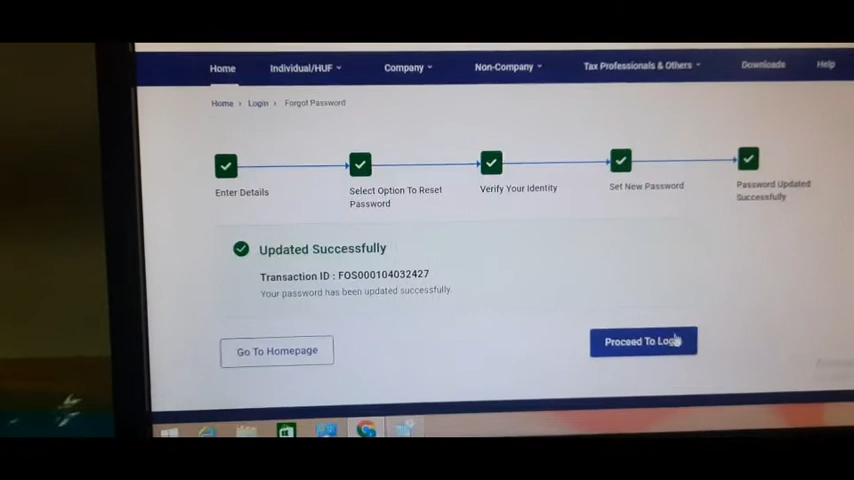 Home Individual/HUF Company Non-Company Tax Professionals & Others Downloads Help
Home > Login > Forgot Password
Enter Details
Select Option To Reset
Password
Verify Your Identity
Set New Password
Password Updated
Successfully
Updated Successfully
Transaction ID : FOS000104032427
Your password has been updated successfully.
Go To Homepage
Proceed To Login